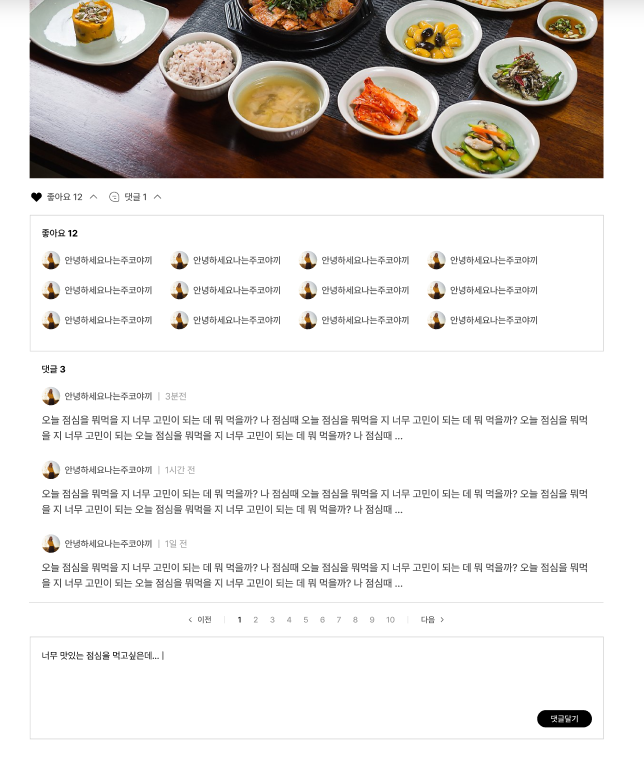 좋아요 12 댓글 1
좋아요 12
안녕하세요나는주코야끼 안녕하세요나는주코야끼 안녕하세요나는주코야끼 안녕하세요나는주코야끼
안녕하세요나는주코야끼 안녕하세요나는주코야끼 안녕하세요나는주코야끼 안녕하세요나는주코야끼
안녕하세요나는주코야끼 안녕하세요나는주코야끼 안녕하세요나는주코야끼 안녕하세요나는주코야끼
댓글 3
안녕하세요나는주코야끼 | 3분전
오늘 점심을 뭐먹을 지 너무 고민이 되는 데 뭐 먹을까? 나 점심때 오늘 점심을 뭐먹을 지 너무 고민이 되는 데 뭐 먹을까? 오늘 점심을 뭐먹
을 지 너무 고민이 되는 오늘 점심을 뭐먹을 지 너무 고민이 되는 데 뭐 먹을까? 나 점심때 ...
안녕하세요나는주코야끼 | 1시간 전
오늘 점심을 뭐먹을 지 너무 고민이 되는 데 뭐 먹을까? 나 점심때 오늘 점심을 뭐먹을 지 너무 고민이 되는 데 뭐 먹을까? 오늘 점심을 뭐먹
을 지 너무 고민이 되는 데 오늘 점심을 뭐먹을 지 너무 고민이 되는 데 뭐 먹을까? 나 점심때 ...
안녕하세요나는주코야끼 | 1일 전
오늘 점심을 뭐먹을 지 너무 고민이 되는 데 뭐 먹을까? 나 점심때 오늘 점심을 뭐먹을 지 너무 고민이 되는 데 뭐 먹을까? 오늘 점심을 뭐먹
을 지 너무 고민이 되는 데 오늘 점심을 뭐먹을 지 너무 고민이 되는 데 뭐 먹을까? 나 점심때 ...
< 이전 | 1 2 3 4 5 6 7 8 9 10 | 다음 >
너무 맛있는 점심을 먹고싶은데... |
댓글달기